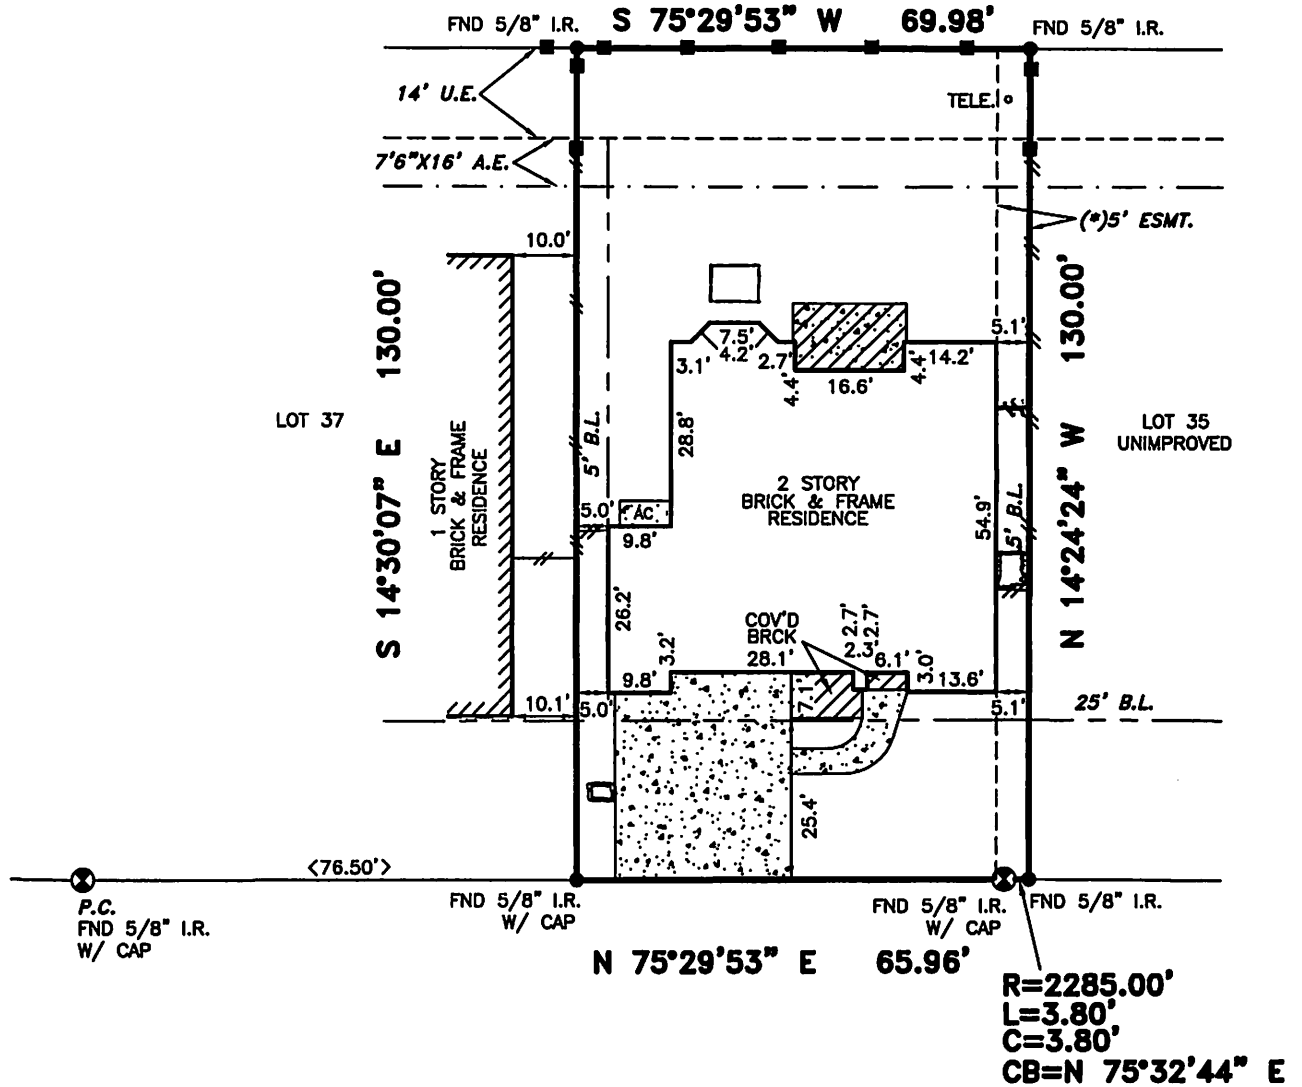 FND 5/8" I.R.
S 75°29'53" W 69.98'
FND 5/8" I.R.
14' U.E.
TELE.
7'6"X16' A.E.
(*)5' ESMT.
10.0'
S 14°30'07" E 130.00'
N 14°24'24" W 130.00'
5.1'
7.5'
4.2'
3.1'
2.7'
4.4'
16.6'
4.4'
14.2'
LOT 37
1 STORY
BRICK & FRAME
RESIDENCE
5' B.L.
28.8'
2 STORY
BRICK & FRAME
RESIDENCE
LOT 35
UNIMPROVED
54.9'
5' B.L.
5.0'
AC
9.8'
26.2'
COV'D
BRCK
2.7'
2.7'
2.3'
3.2'
28.1'
6.1'
3.0'
9.8'
13.6'
10.1'
5.0'
7.1'
5.1'
25' B.L.
25.4'
<76.50'>
P.C.
FND 5/8" I.R.
W/ CAP
FND 5/8" I.R.
W/ CAP
FND 5/8" I.R.
W/ CAP
FND 5/8" I.R.
N 75°29'53" E 65.96'
R=2285.00'
L=3.80'
C=3.80'
CB=N 75°32'44" E